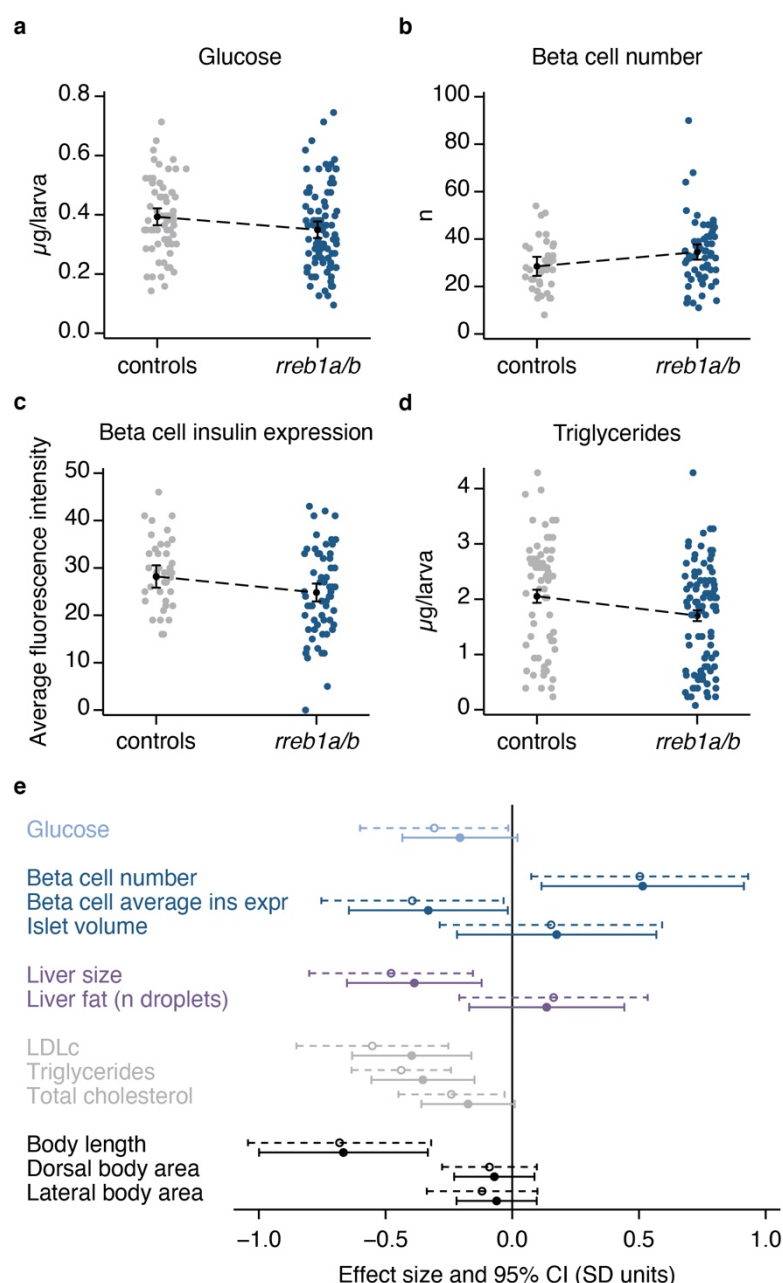 a
Glucose
0.8
0.6
0.4
0.2
0.0
µg/larva
controls
rreb1a/b
b
Beta cell number
100
80
60
40
20
0
n
controls
rreb1a/b
c
Beta cell insulin expression
50
40
30
20
10
0
Average fluorescence intensity
controls
rreb1a/b
d
Triglycerides
4
3
2
1
0
µg/larva
controls
rreb1a/b
e
Glucose
Beta cell number
Beta cell average ins expr
Islet volume
Liver size
Liver fat (n droplets)
LDLc
Triglycerides
Total cholesterol
Body length
Dorsal body area
Lateral body area
−1.0 −0.5 0.0 0.5 1.0
Effect size and 95% CI (SD units)